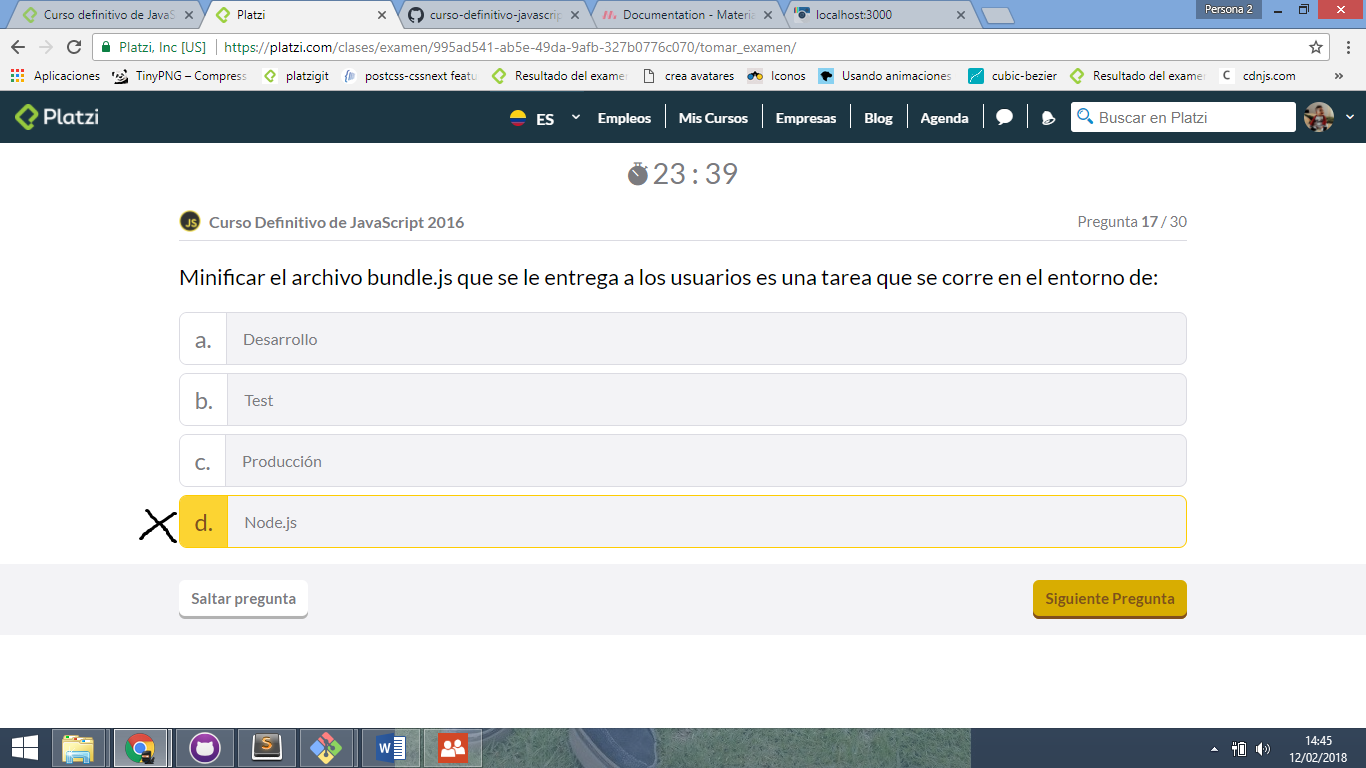 Curso definitivo de JavaS
Platzi
curso-definitivo-javascrip
Documentation - Materia
localhost:3000
Persona 2
Platzi, Inc [US]
https://platzi.com/clases/examen/995ad541-ab5e-49da-9afb-327b0776c070/tomar_examen/
Aplicaciones
TinyPNG – Compress
platzigit
postcss-cssnext featu
Resultado del examen
crea avatares
Iconos
Usando animaciones
cubic-bezier
Resultado del examen
cdnjs.com
»
Platzi
ES
Empleos
Mis Cursos
Empresas
Blog
Agenda
Buscar en Platzi
23 : 39
JS
Curso Definitivo de JavaScript 2016
Pregunta 17 / 30
Minificar el archivo bundle.js que se le entrega a los usuarios es una tarea que se corre en el entorno de:
a. Desarrollo
b. Test
c. Producción
d. Node.js
Saltar pregunta
Siguiente Pregunta
14:45
12/02/2018